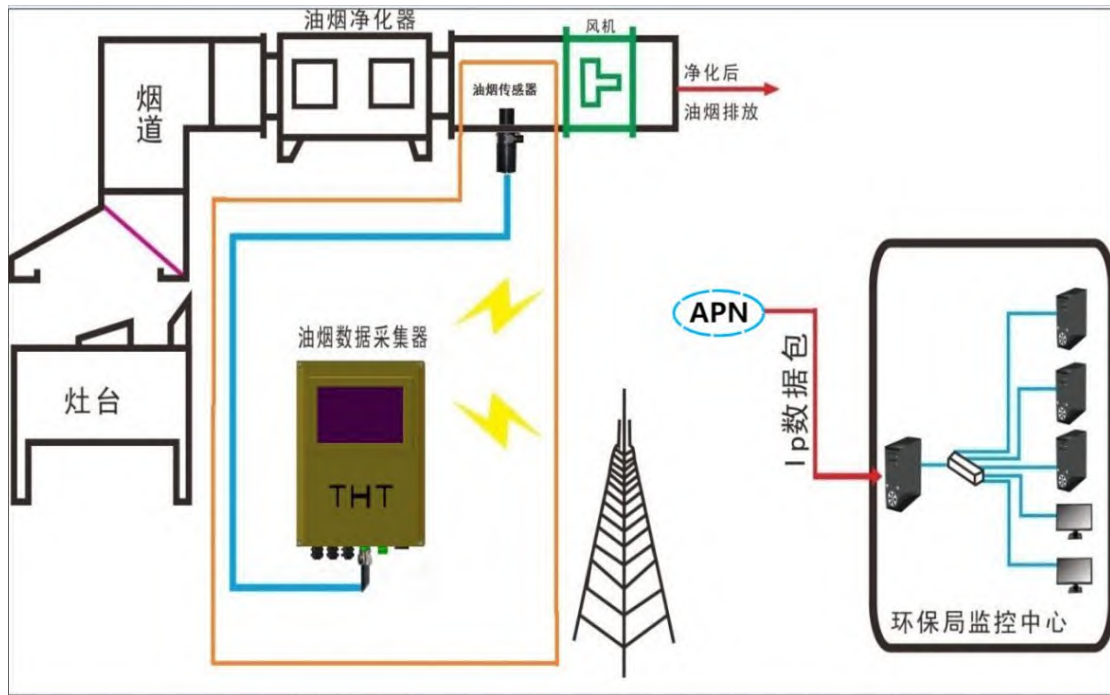 油烟净化器
风机
烟道
油烟传感器
净化后
油烟排放
灶台
油烟数据采集器
THT
APN
Ip数据包
环保局监控中心